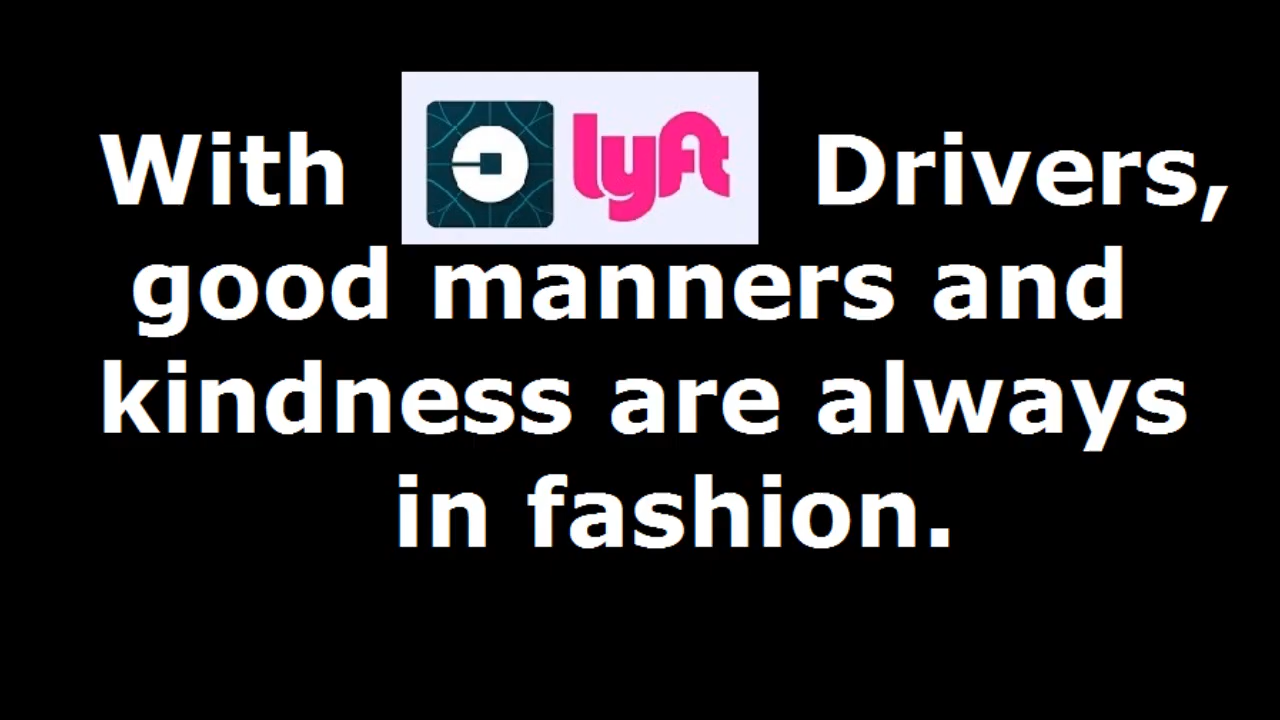 With lyft Drivers,
good manners and
kindness are always
in fashion.